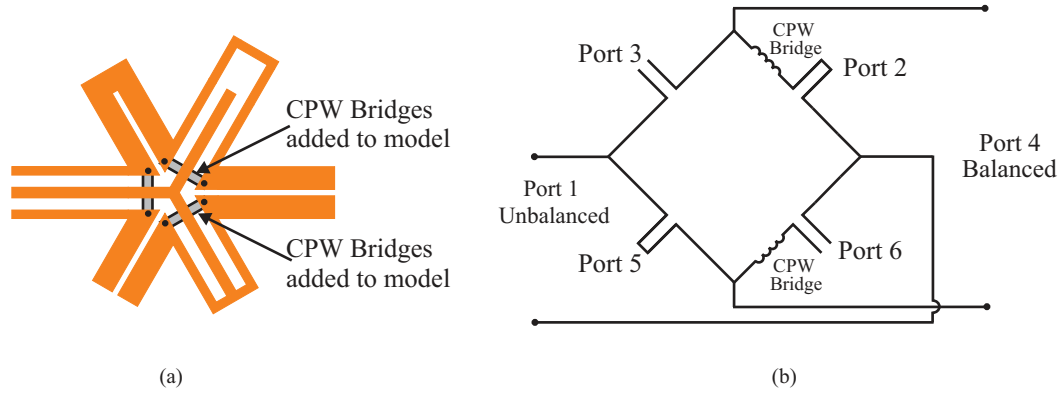 CPW Bridges
added to model
CPW Bridges
added to model
(a)
CPW
Bridge
Port 3
Port 2
Port 1
Unbalanced
Port 4
Balanced
Port 5
Port 6
CPW
Bridge
(b)